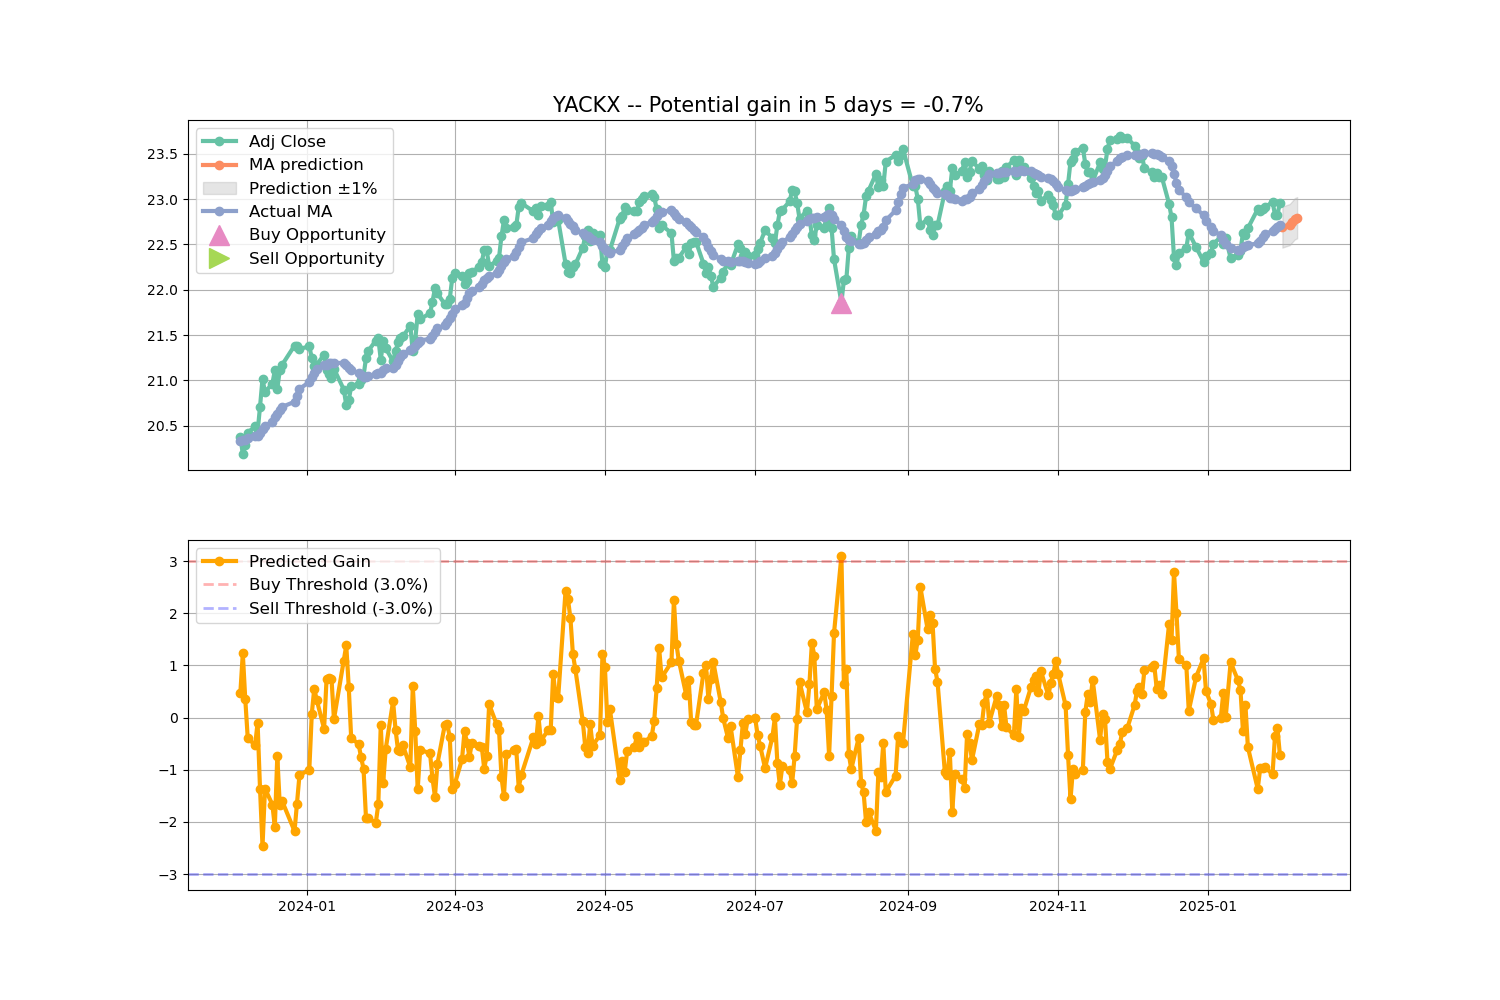 YACKX -- Potential gain in 5 days = -0.7%
Adj Close
MA prediction
Prediction ±1%
Actual MA
Buy Opportunity
Sell Opportunity
23.5
23.0
22.5
22.0
21.5
21.0
20.5
Predicted Gain
Buy Threshold (3.0%)
Sell Threshold (-3.0%)
3
2
1
0
−1
−2
−3
2024-01
2024-03
2024-05
2024-07
2024-09
2024-11
2025-01